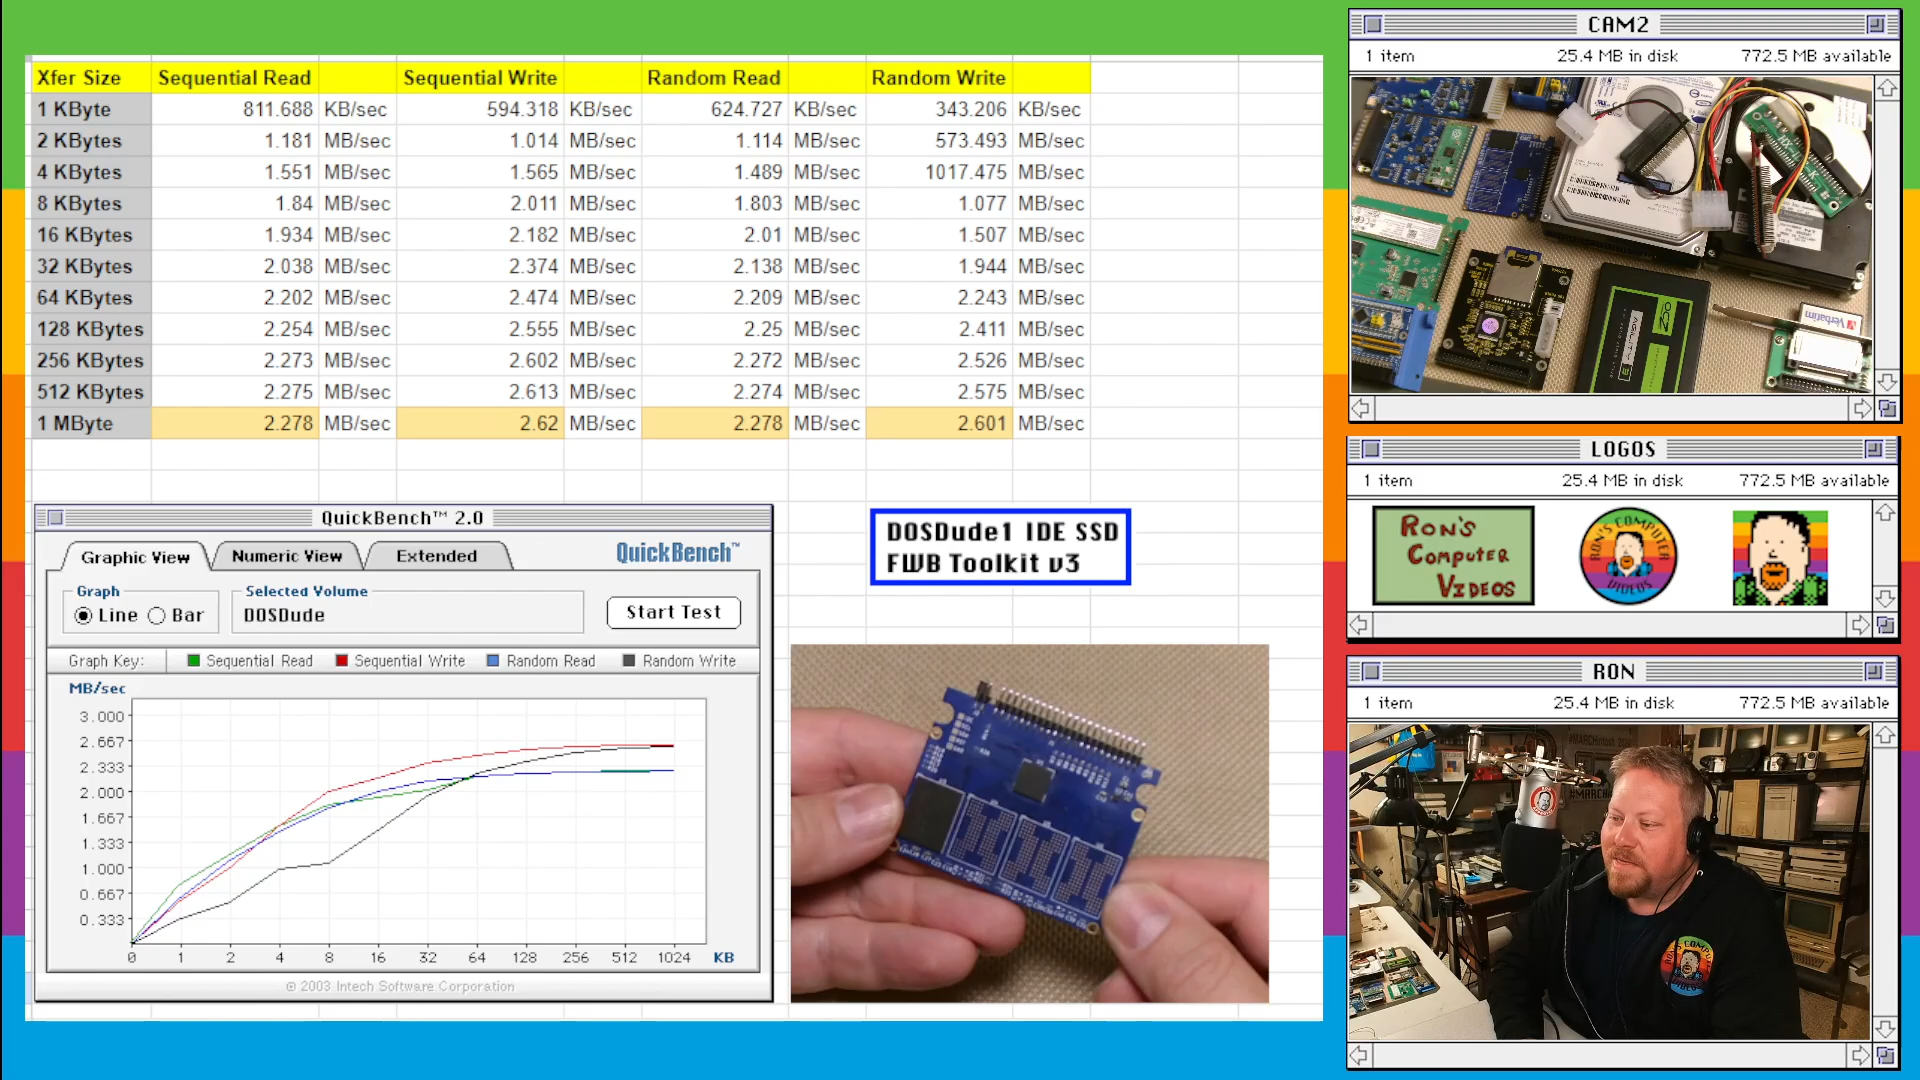 Xfer Size Sequential Read Sequential Write Random Read Random Write
1 KByte 811.688 KB/sec 594.318 KB/sec 624.727 KB/sec 343.206 KB/sec
2 KBytes 1.181 MB/sec 1.014 MB/sec 1.114 MB/sec 573.493 MB/sec
4 KBytes 1.551 MB/sec 1.565 MB/sec 1.489 MB/sec 1017.475 MB/sec
8 KBytes 1.84 MB/sec 2.011 MB/sec 1.803 MB/sec 1.077 MB/sec
16 KBytes 1.934 MB/sec 2.182 MB/sec 2.01 MB/sec 1.507 MB/sec
32 KBytes 2.038 MB/sec 2.374 MB/sec 2.138 MB/sec 1.944 MB/sec
64 KBytes 2.202 MB/sec 2.474 MB/sec 2.209 MB/sec 2.243 MB/sec
128 KBytes 2.254 MB/sec 2.555 MB/sec 2.25 MB/sec 2.411 MB/sec
256 KBytes 2.273 MB/sec 2.602 MB/sec 2.272 MB/sec 2.526 MB/sec
512 KBytes 2.275 MB/sec 2.613 MB/sec 2.274 MB/sec 2.575 MB/sec
1 MByte 2.278 MB/sec 2.62 MB/sec 2.278 MB/sec 2.601 MB/sec
QuickBench™ 2.0
Graphic View Numeric View Extended QuickBench™
Graph Selected Volume
Line Bar DOSDude Start Test
Graph Key: Sequential Read Sequential Write Random Read Random Write
MB/sec
3.000
2.667
2.333
2.000
1.667
1.333
1.000
0.667
0.333
0 1 2 4 8 16 32 64 128 256 512 1024 KB
© 2003 Intech Software Corporation
DOSDude1 IDE SSD
FWB Toolkit v3
CAM2
1 item 25.4 MB in disk 772.5 MB available
OCZ
AGILITY 3
Verbatim
LOGOS
1 item 25.4 MB in disk 772.5 MB available
RON'S
COMPUTER
VIDEOS
RON'S COMPUTER
VIDEOS
RON
1 item 25.4 MB in disk 772.5 MB available